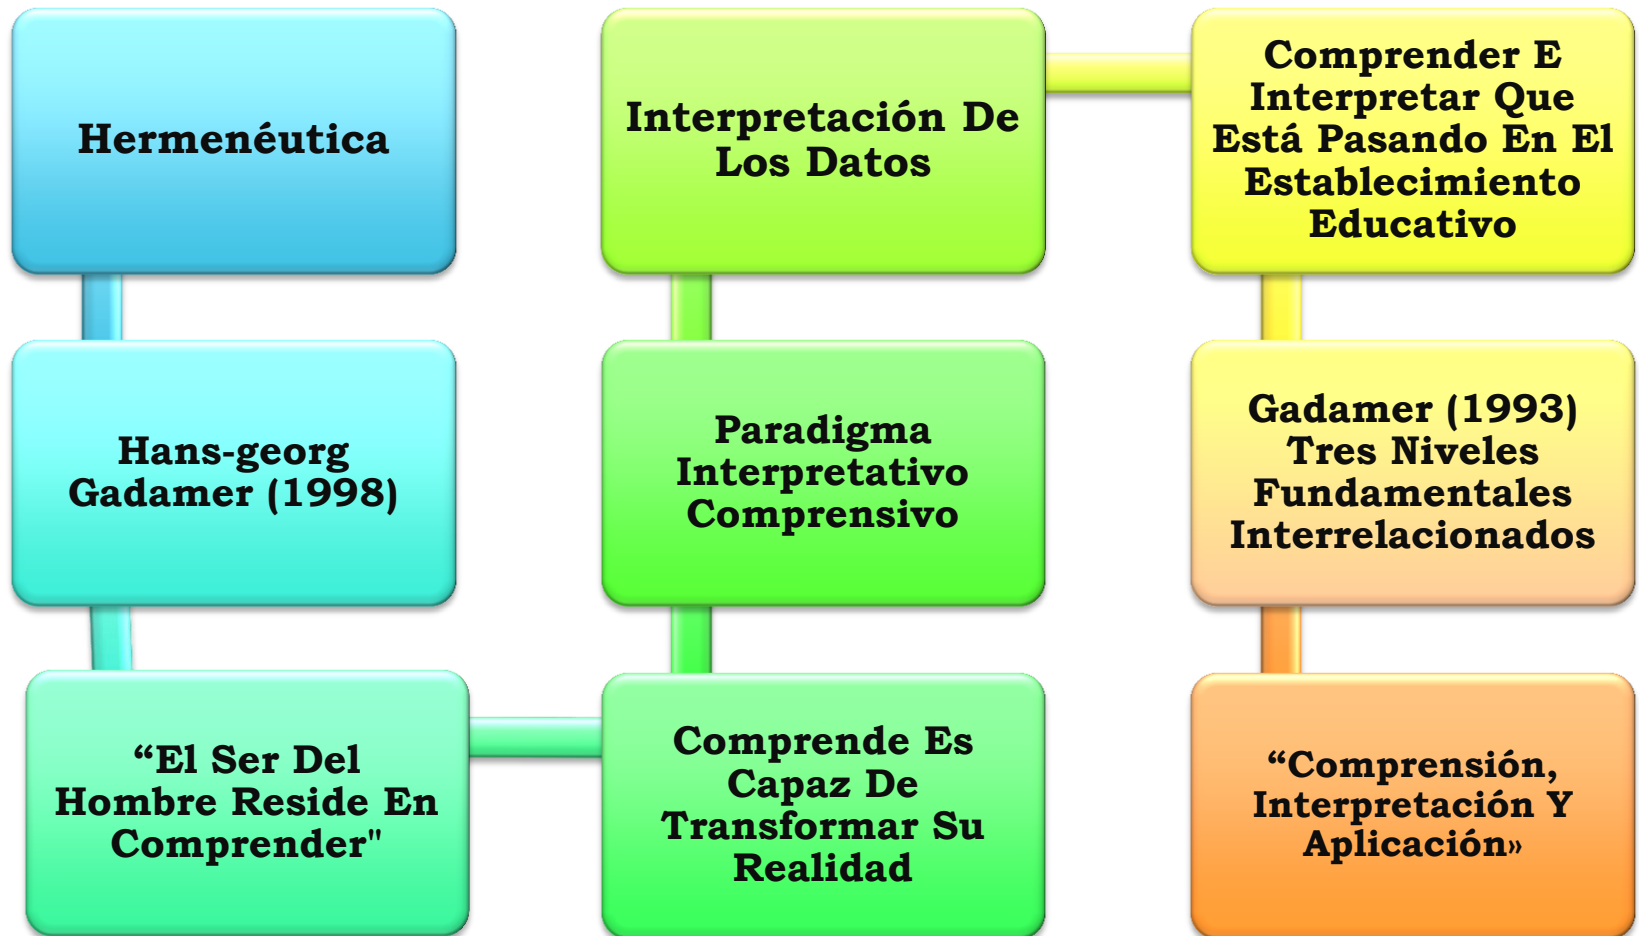 Hermenéutica
Hans-georg
Gadamer (1998)
“El Ser Del
Hombre Reside En
Comprender"
Comprende Es
Capaz De
Transformar Su
Realidad
Paradigma
Interpretativo
Comprensivo
Interpretación De
Los Datos
Comprender E
Interpretar Que
Está Pasando En El
Establecimiento
Educativo
Gadamer (1993)
Tres Niveles
Fundamentales
Interrelacionados
“Comprensión,
Interpretación Y
Aplicación»